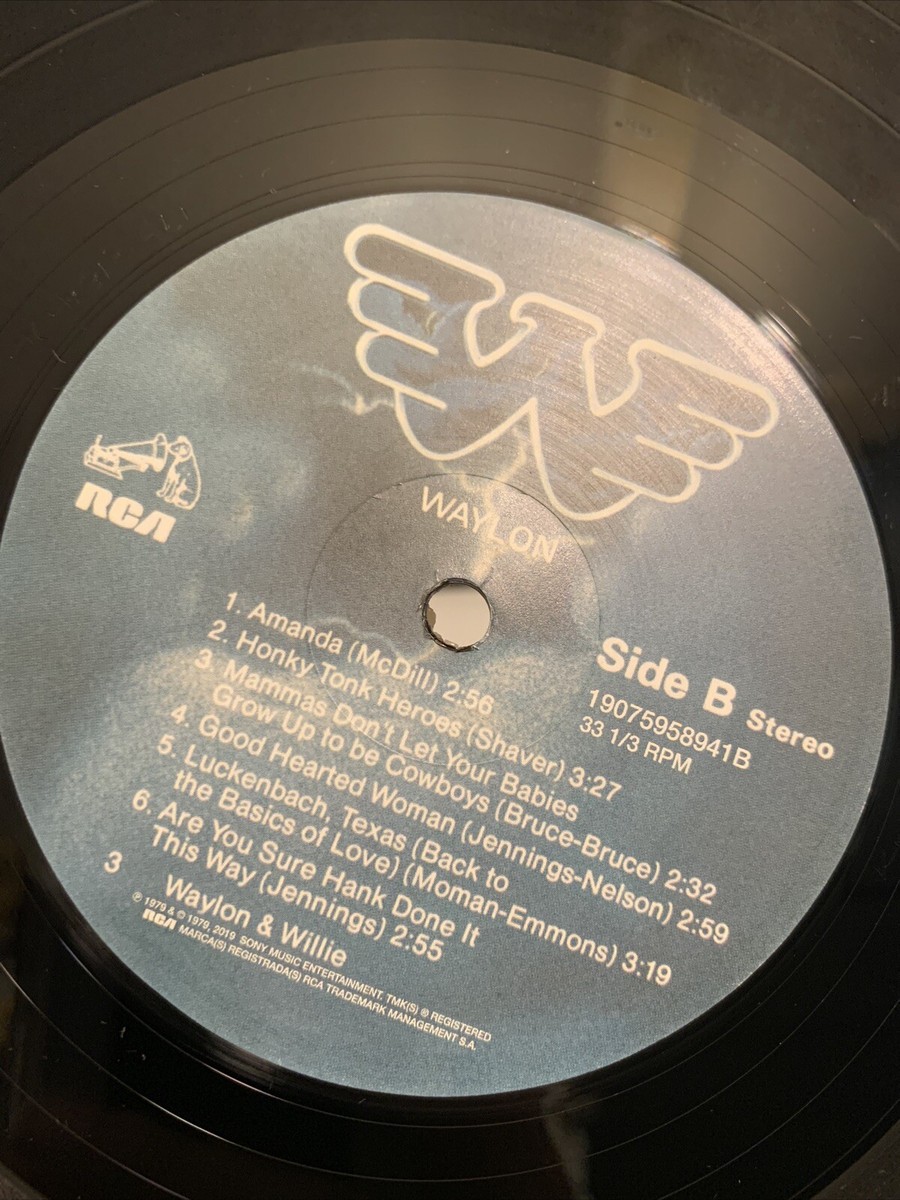 WAYLON
RCA
Side B Stereo
19075958941B
33 1/3 RPM
1. Amanda (McDill) 2:56
2. Honky Tonk Heroes (Shaver) 3:27
3. Mammas Don't Let Your Babies
Grow Up to be Cowboys (Bruce-Bruce) 2:32
4. Good Hearted Woman (Jennings-Nelson) 2:59
5. Luckenbach, Texas (Back to
the Basics of Love) (Moman-Emmons) 3:19
6. Are You Sure Hank Done It
This Way (Jennings) 2:55
3 Waylon & Willie
℗ 1979 & © 1979, 2019 SONY MUSIC ENTERTAINMENT. TMK(S) ® REGISTERED
RCA MARCA(S) REGISTRADA(S) RCA TRADEMARK MANAGEMENT S.A.